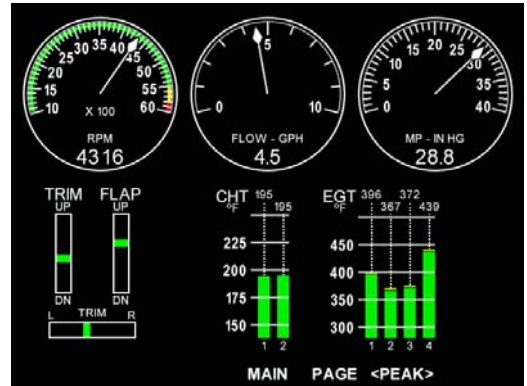 30 35 40
25 45
20 50
15 55
10 60
X 100
RPM
4316
5
0 10
FLOW - GPH
4.5
20 25
15 30
10
5 35
0 40
MP - IN HG
28.8
TRIM FLAP
UP UP
DN DN
L TRIM R
CHT 195
°F 195
225
200
175
150
1 2
EGT 396 372
°F 367 439
450
400
350
300
1 2 3 4
MAIN PAGE <PEAK>